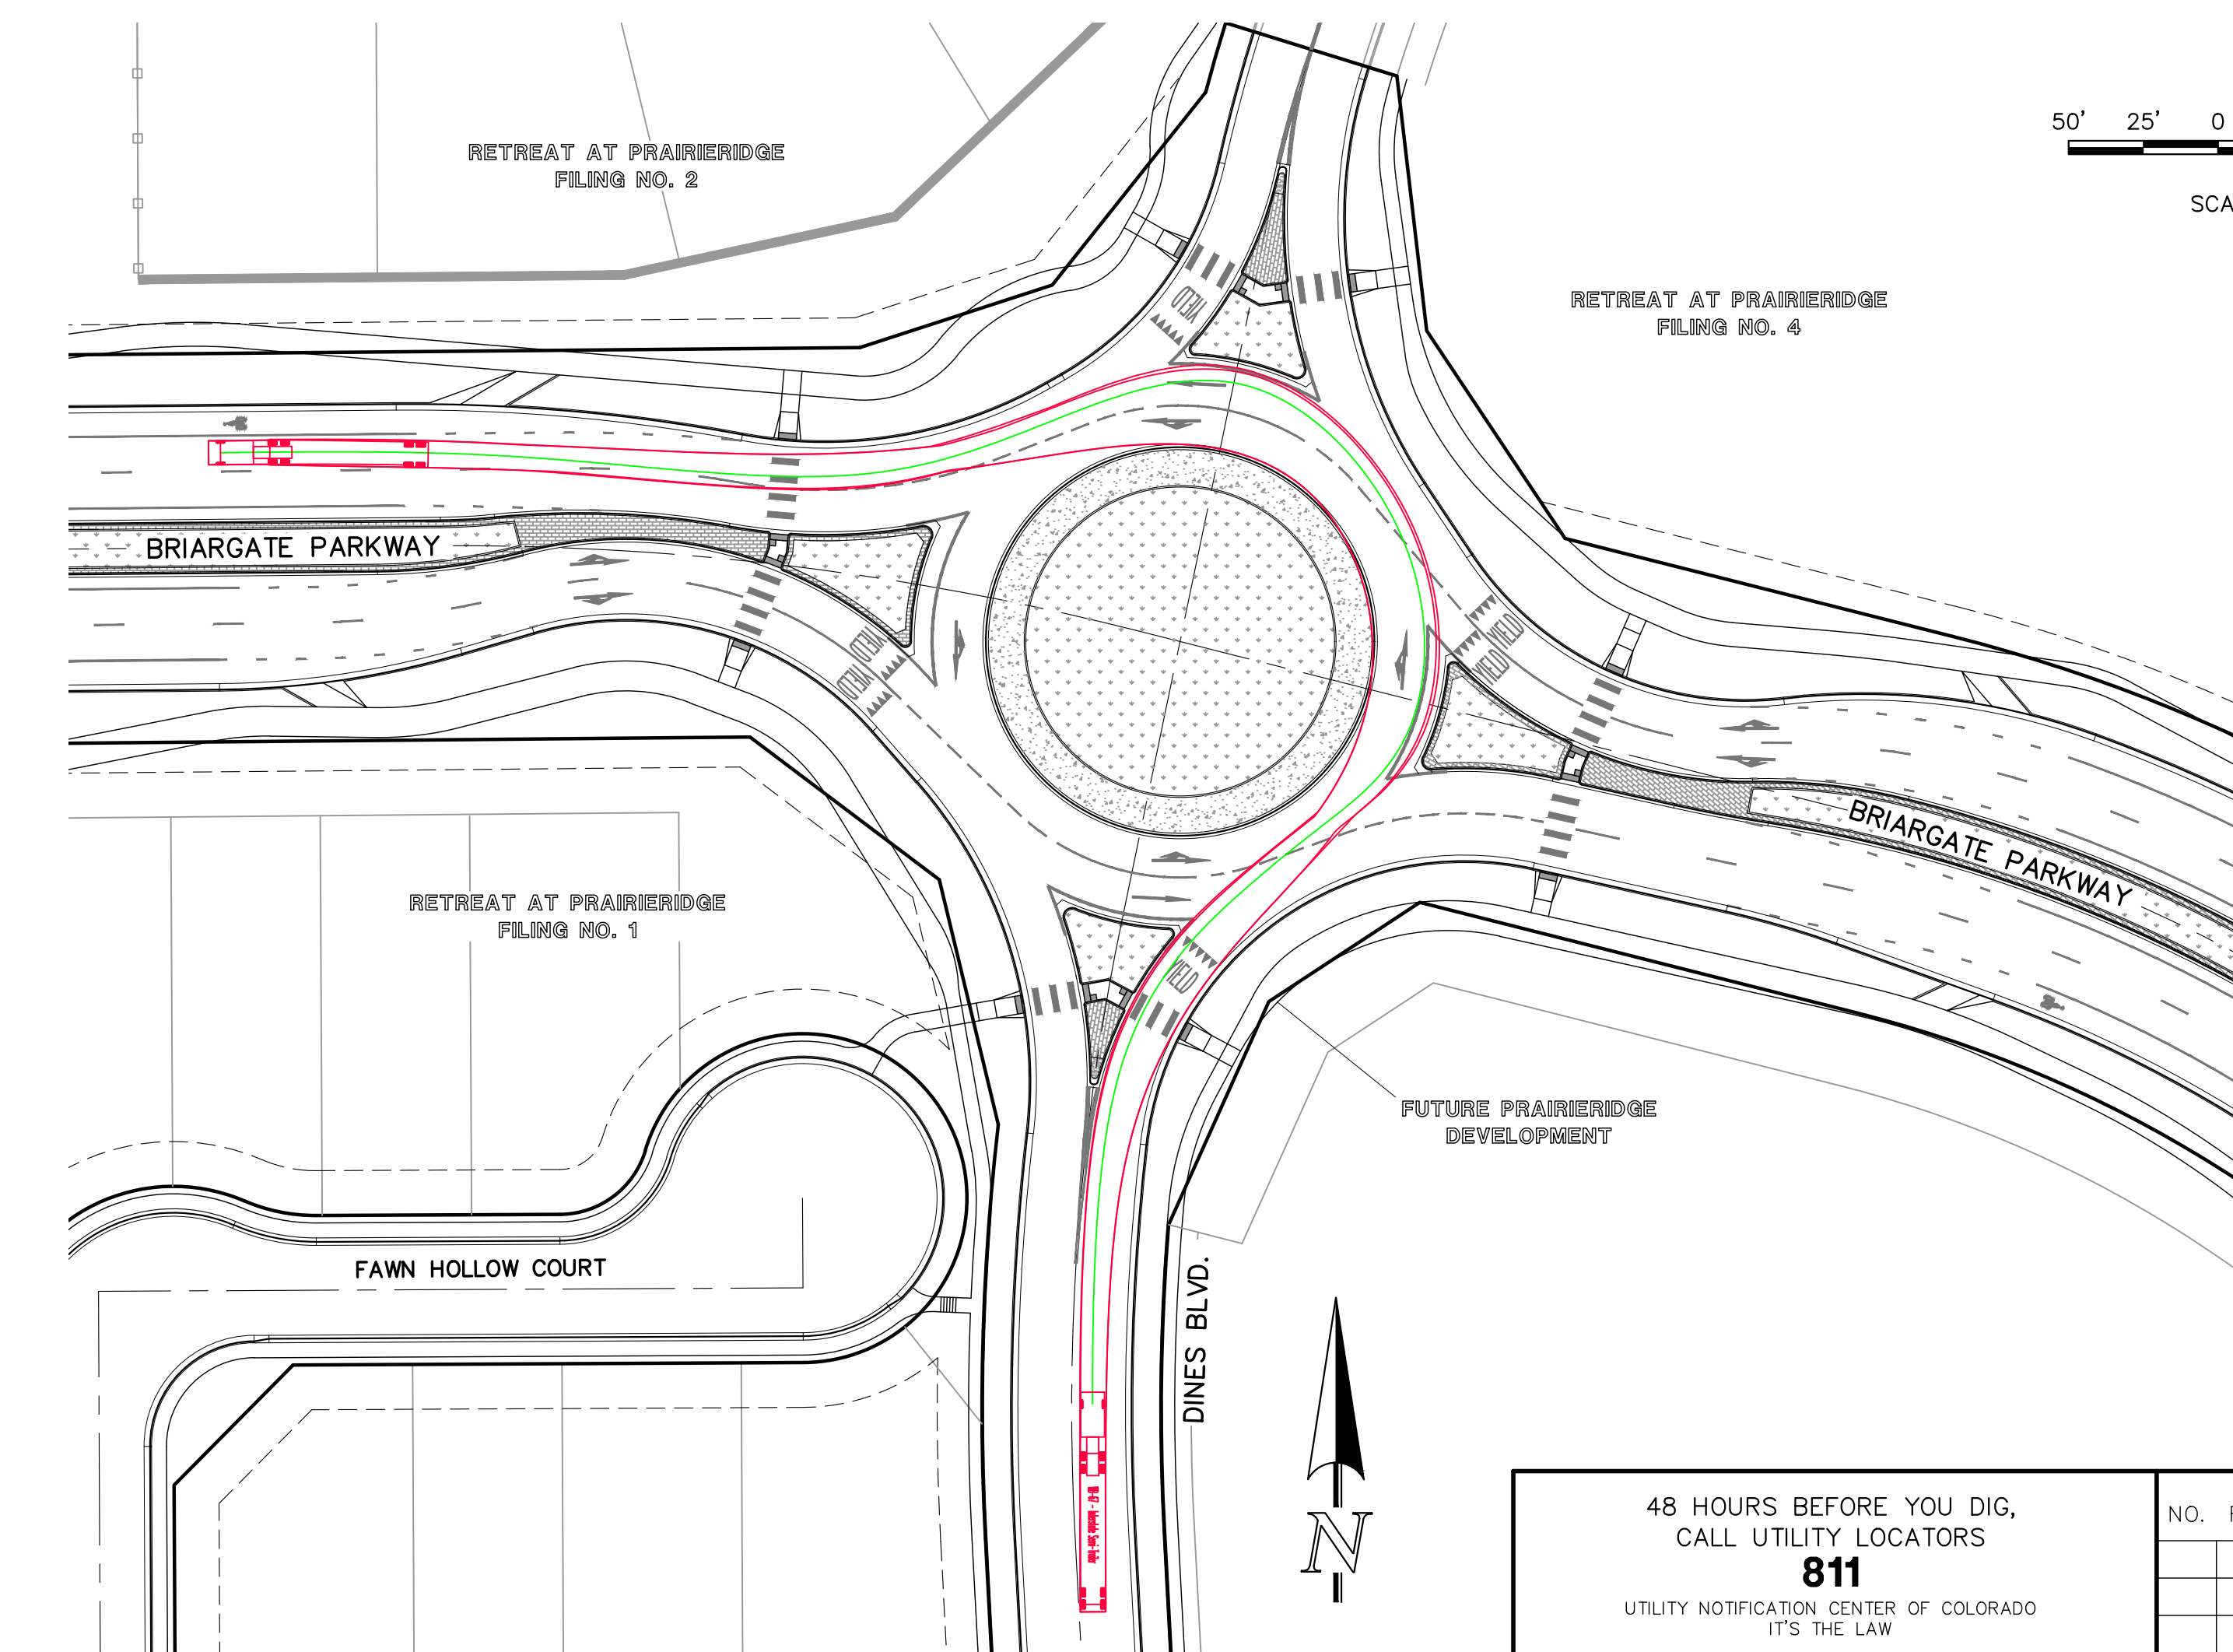 RETREAT AT PRAIRIERIDGE
FILING NO. 2
50' 25' 0
SCA
RETREAT AT PRAIRIERIDGE
FILING NO. 4
YIELD
BRIARGATE PARKWAY
YIELD
YIELD
YIELD
YIELD
BRIARGATE PARKWAY
RETREAT AT PRAIRIERIDGE
FILING NO. 1
YIELD
FUTURE PRAIRIERIDGE
DEVELOPMENT
FAWN HOLLOW COURT
DINES BLVD.
N
48 HOURS BEFORE YOU DIG,
CALL UTILITY LOCATORS
811
UTILITY NOTIFICATION CENTER OF COLORADO
IT'S THE LAW
NO.